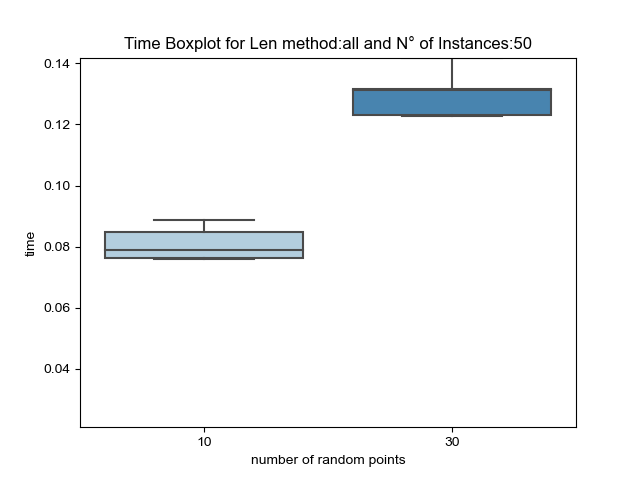 Time Boxplot for Len method:all and N° of Instances:50
0.14
0.12
0.10
0.08
0.06
0.04
time
10
30
number of random points